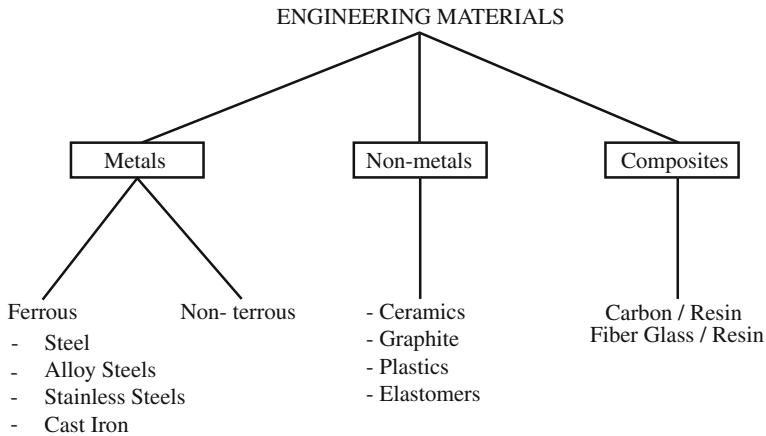 ENGINEERING MATERIALS
Metals
Non-metals
Composites
Ferrous
- Steel
- Alloy Steels
- Stainless Steels
- Cast Iron
Non- terrous
- Ceramics
- Graphite
- Plastics
- Elastomers
Carbon / Resin
Fiber Glass / Resin